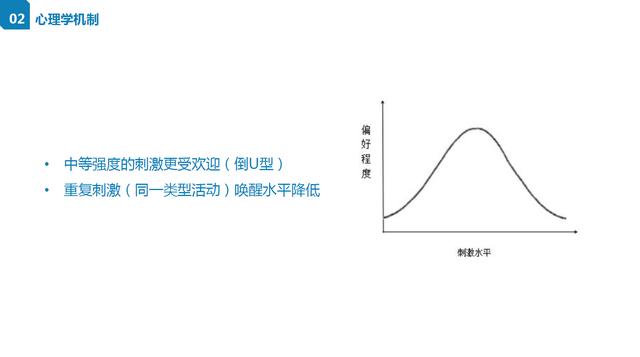 02 心理学机制
• 中等强度的刺激更受欢迎（倒U型）
• 重复刺激（同一类型活动）唤醒水平降低
偏好程度
刺激水平